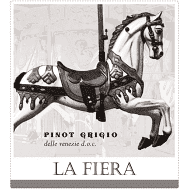 PINOT GRIGIO
delle venezie d.o.c.
LA FIERA